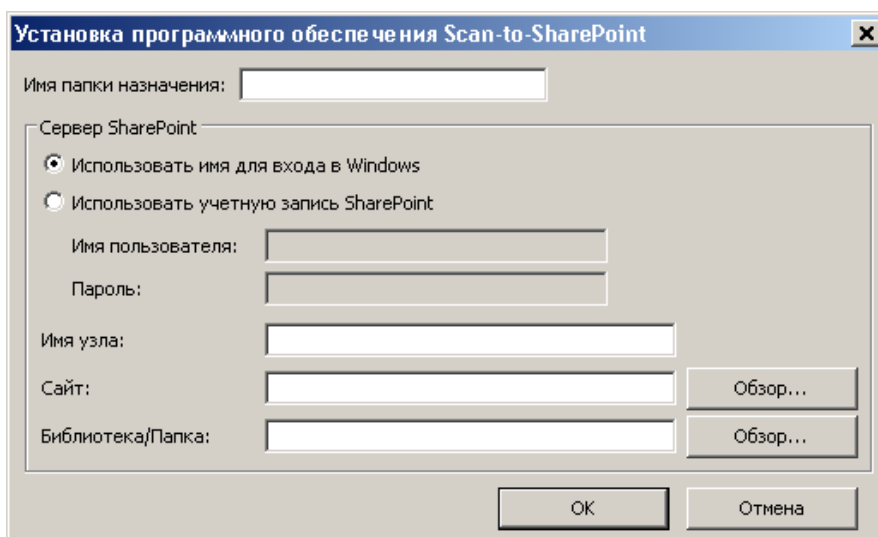 Установка программного обеспечения Scan-to-SharePoint
Имя папки назначения:
Сервер SharePoint
Использовать имя для входа в Windows
Использовать учетную запись SharePoint
Имя пользователя:
Пароль:
Имя узла:
Сайт:
Обзор...
Библиотека/Папка:
Обзор...
OK
Отмена